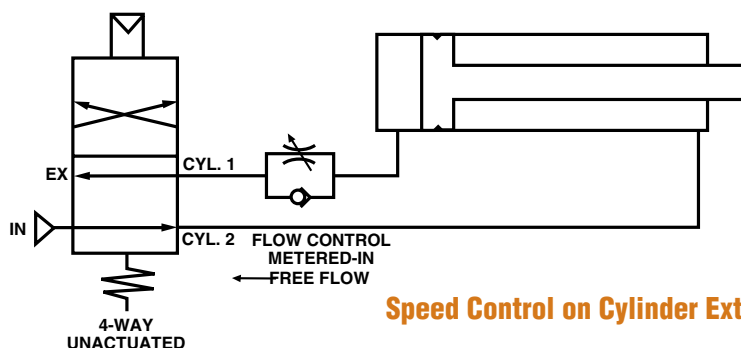 CYL. 1
EX
IN
CYL. 2
FLOW CONTROL
METERED-IN
FREE FLOW
4-WAY
UNACTUATED
Speed Control on Cylinder Ext